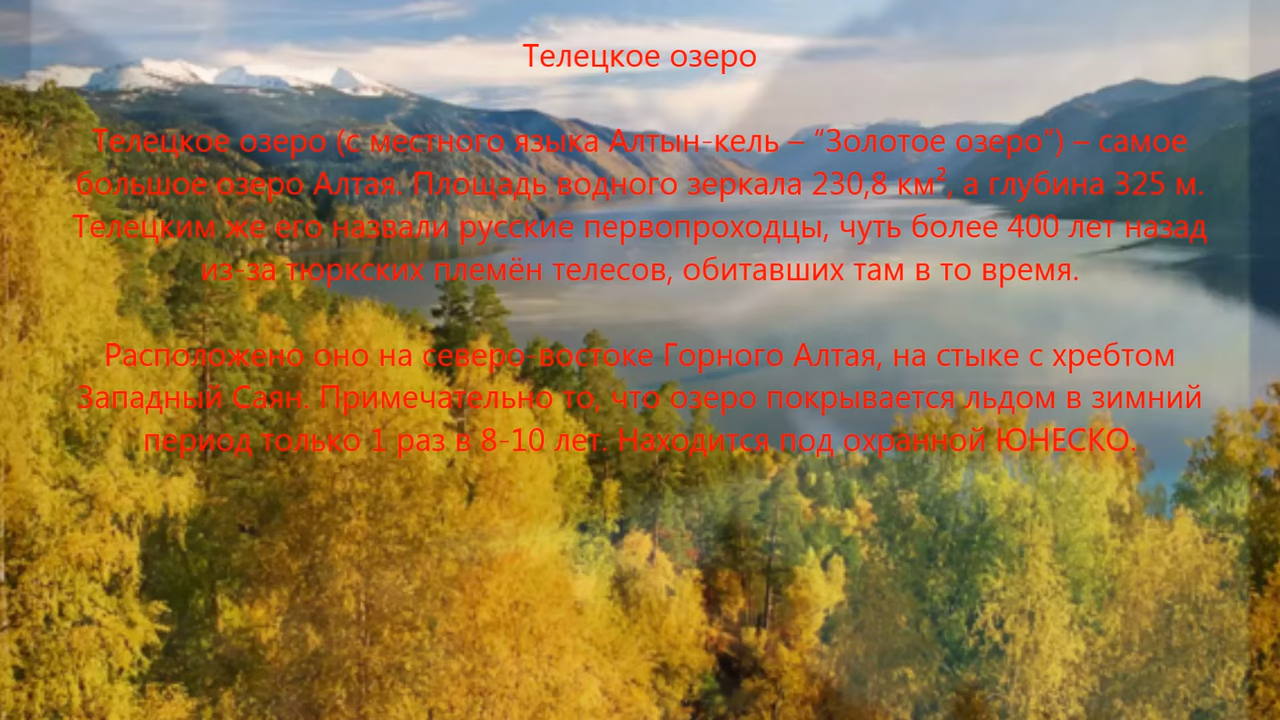 Телецкое озеро
Телецкое озеро (с местного языка Алтын-кель – “Золотое озеро”) – самое
большое озеро Алтая. Площадь водного зеркала 230,8 км², а глубина 325 м.
Телецким же его назвали русские первопроходцы, чуть более 400 лет назад
из-за тюркских племён телесов, обитавших там в то время.
Расположено оно на северо-востоке Горного Алтая, на стыке с хребтом
Западный Саян. Примечательно то, что озеро покрывается льдом в зимний
период только 1 раз в 8-10 лет. Находится под охранной ЮНЕСКО.